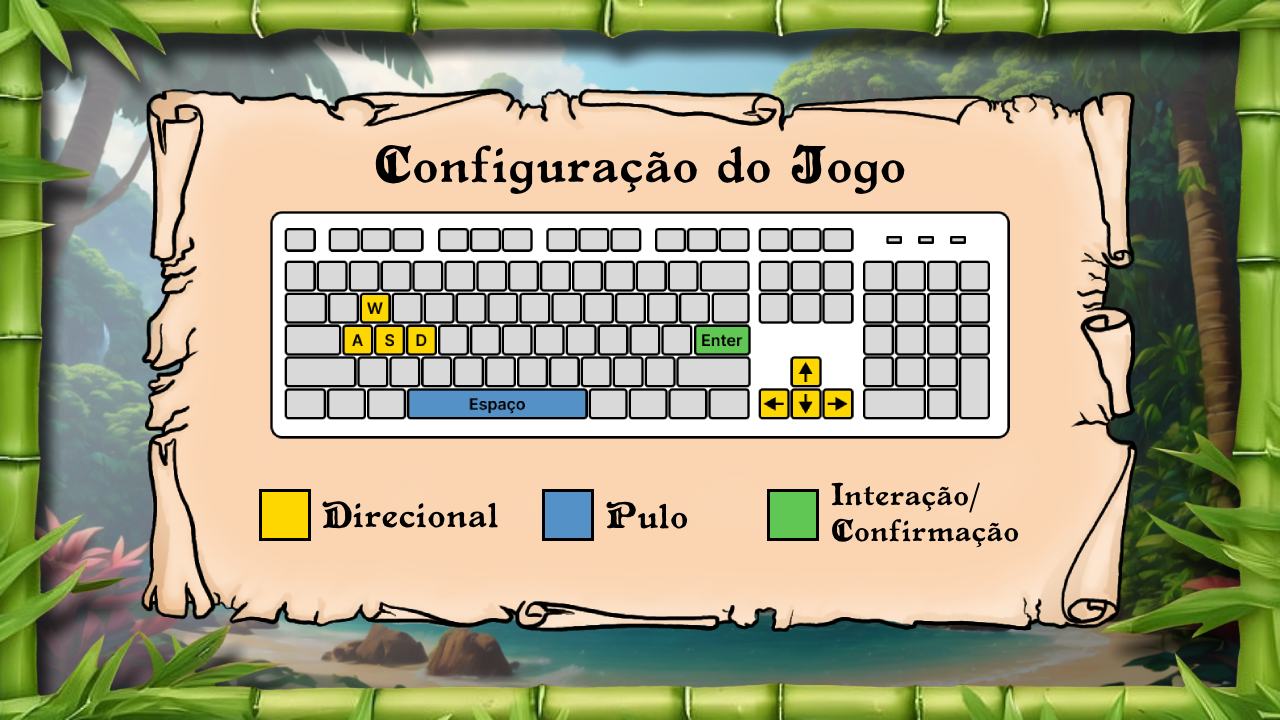 Configuração do Jogo
W
A S D Enter
Espaço
Direcional Pulo Interação/
Confirmação